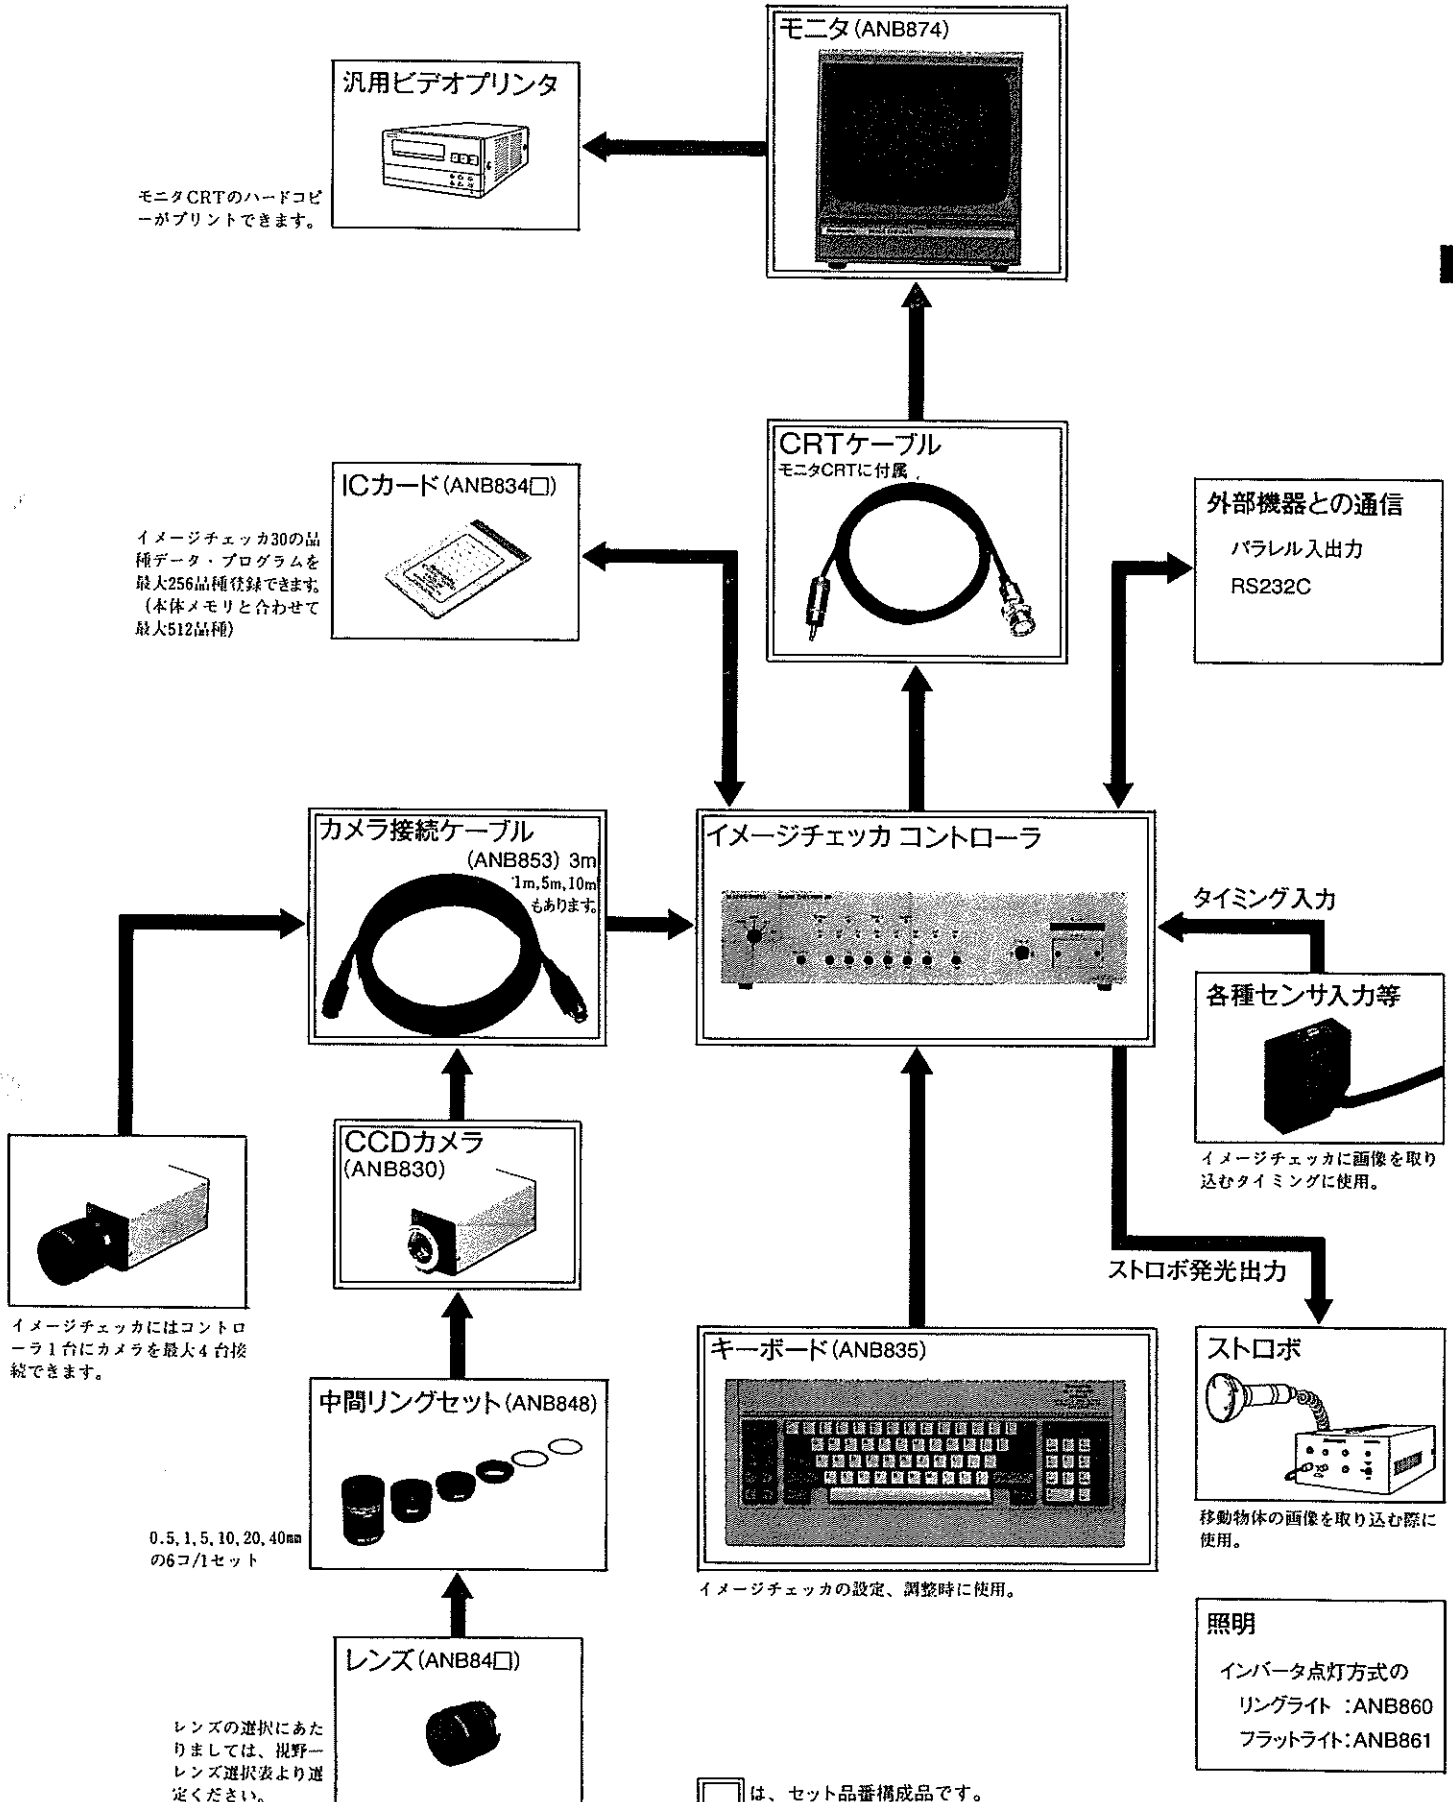 モニタ(ANB874)
汎用ビデオプリンタ
モニタCRTのハードコピ
ーがプリントできます。
CRTケーブル
モニタCRTに付属
ICカード(ANB834□)
イメージチェッカ30の品
種データ・プログラムを
最大256品種登録できます。
(本体メモリと合わせて
最大512品種)
外部機器との通信
パラレル入出力
RS232C
カメラ接続ケーブル
(ANB853) 3m
1m,5m,10m
もあります。
イメージチェッカ コントローラ
タイミング入力
各種センサ入力等
イメージチェッカに画像を取り
込むタイミングに使用。
CCDカメラ
(ANB830)
イメージチェッカにはコントロ
ーラ1台にカメラを最大4台接
続できます。
ストロボ発光出力
中間リングセット(ANB848)
0.5,1,5,10,20,40mm
の6コ/1セット
キーボード(ANB835)
イメージチェッカの設定、調整時に使用。
ストロボ
移動物体の画像を取り込む際に
使用。
レンズ(ANB84□)
レンズの選択にあた
りましては、視野—
レンズ選択表より選
定ください。
照明
インバータ点灯方式の
リングライト :ANB860
フラットライト:ANB861
は、セット品番構成品です。